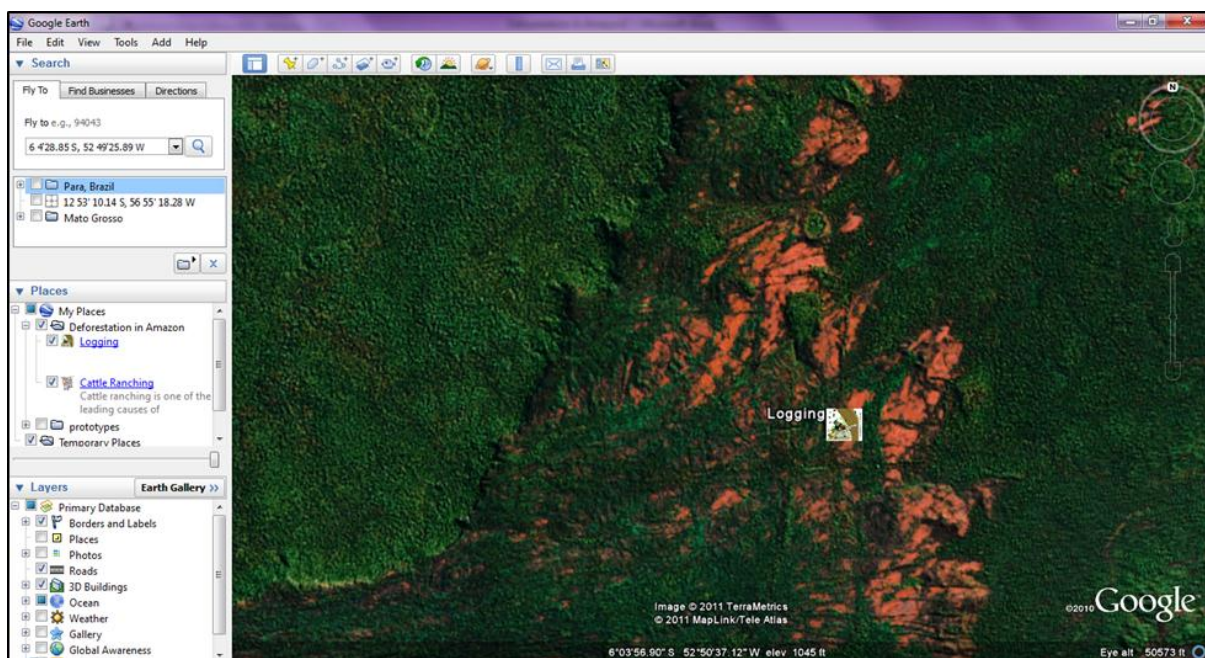 Google Earth
File Edit View Tools Add Help
Search
Fly To Find Businesses Directions
Fly to e.g., 94043
6 4'28.85 S, 52 49'25.89 W
Para, Brazil
12 53' 10.14 S, 56 55' 18.28 W
Mato Grosso
Places
My Places
Deforestation in Amazon
Logging
Cattle Ranching
Cattle ranching is one of the
leading causes of
prototypes
Temporary Places
Layers Earth Gallery >>
Primary Database
Borders and Labels
Places
Photos
Roads
3D Buildings
Ocean
Weather
Gallery
Global Awareness
N
Logging
Image © 2011 TerraMetrics
© 2011 MapLink/Tele Atlas
©2010 Google
6°03'56.90" S 52°50'37.12" W elev 1045 ft
Eye alt 50573 ft